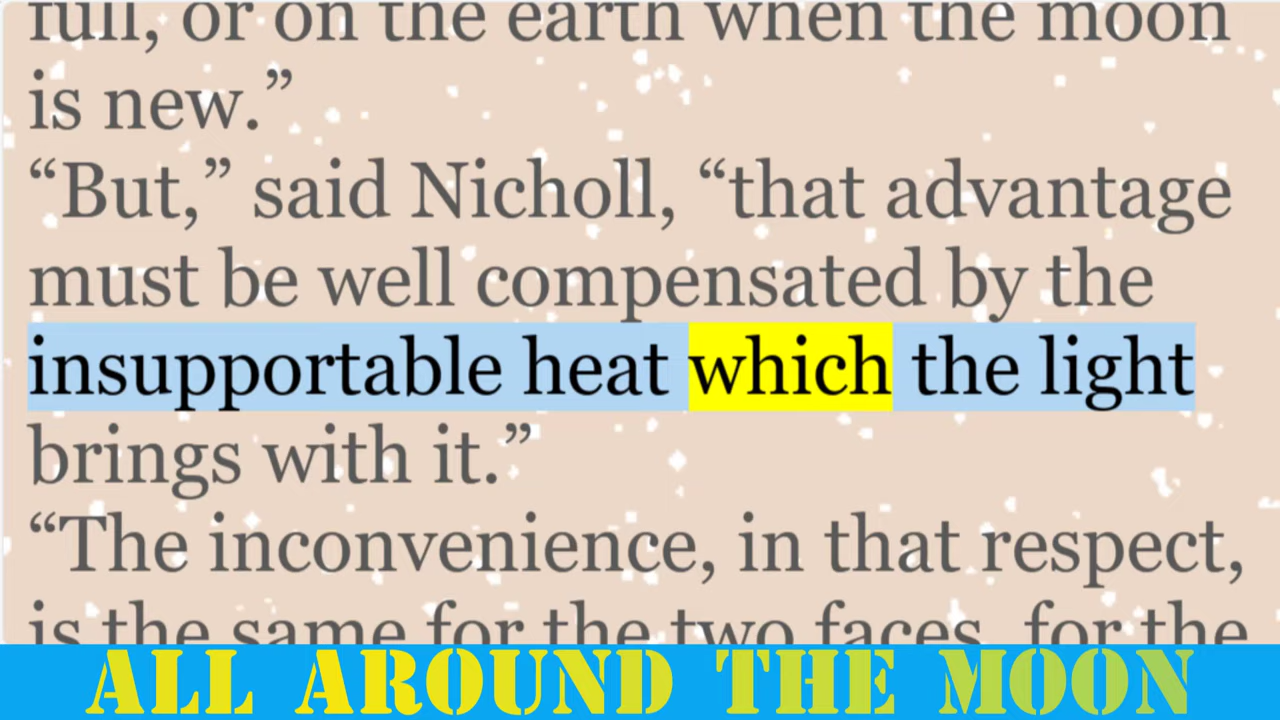 full, or on the earth when the moon
is new.”
“But,” said Nicholl, “that advantage
must be well compensated by the
insupportable heat which the light
brings with it.”
“The inconvenience, in that respect,
is the same for the two faces, for the
ALL AROUND THE MOON